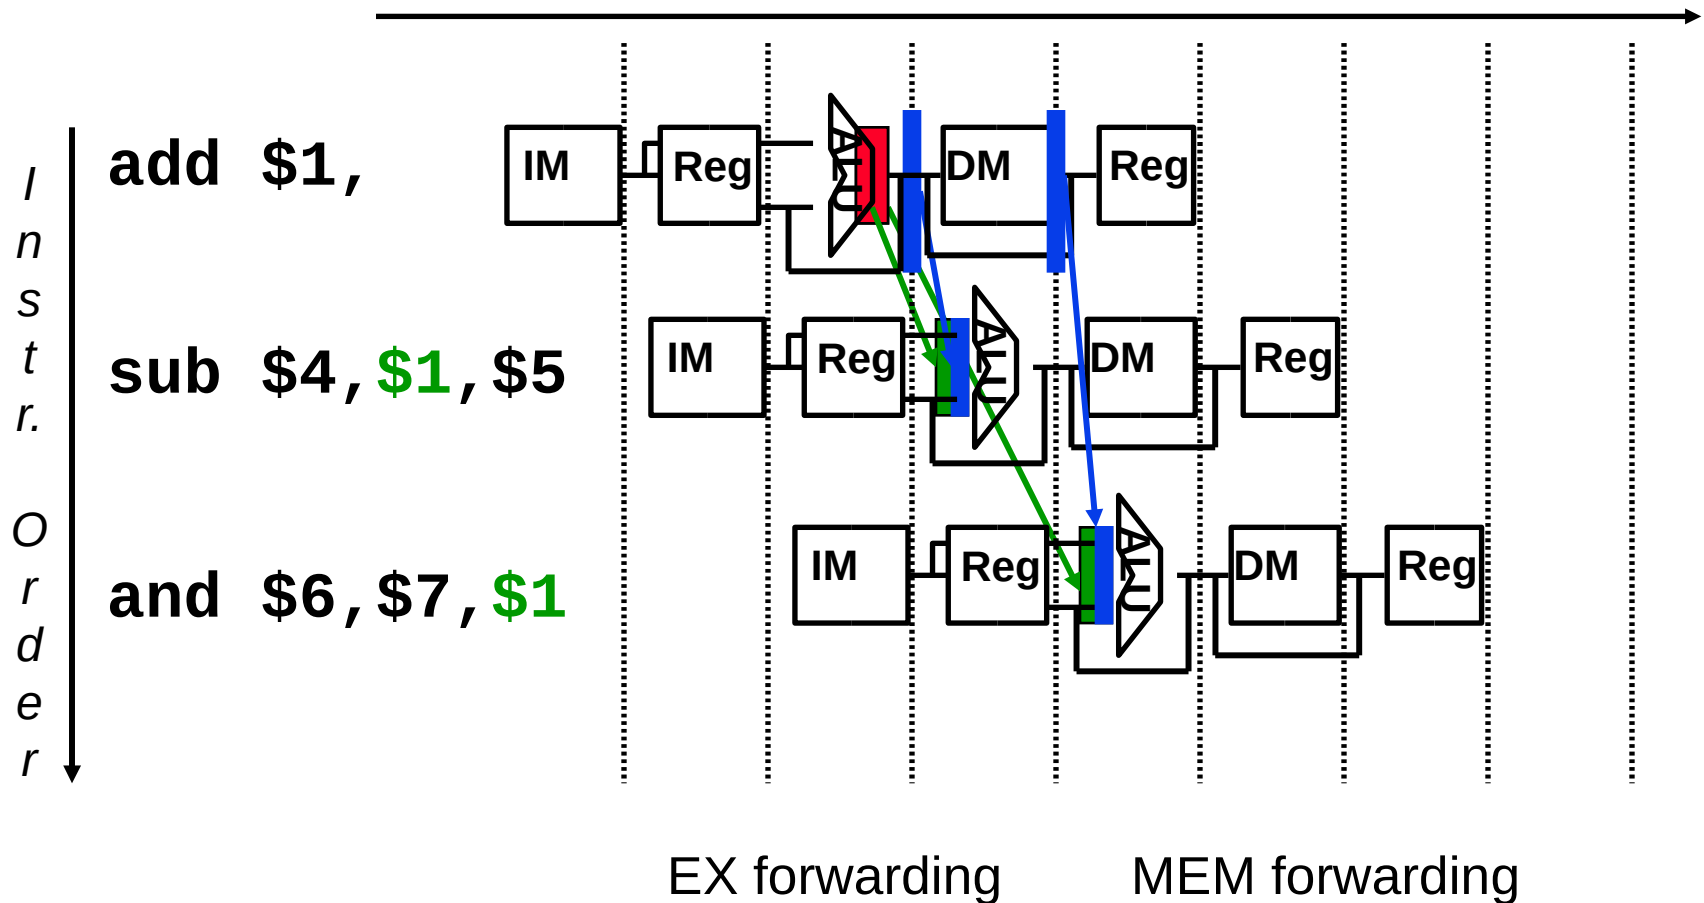 add $1,
IM Reg ALU DM Reg
sub $4,$1,$5
IM Reg ALU DM Reg
and $6,$7,$1
IM Reg ALU DM Reg
Instr.
Order
EX forwarding MEM forwarding